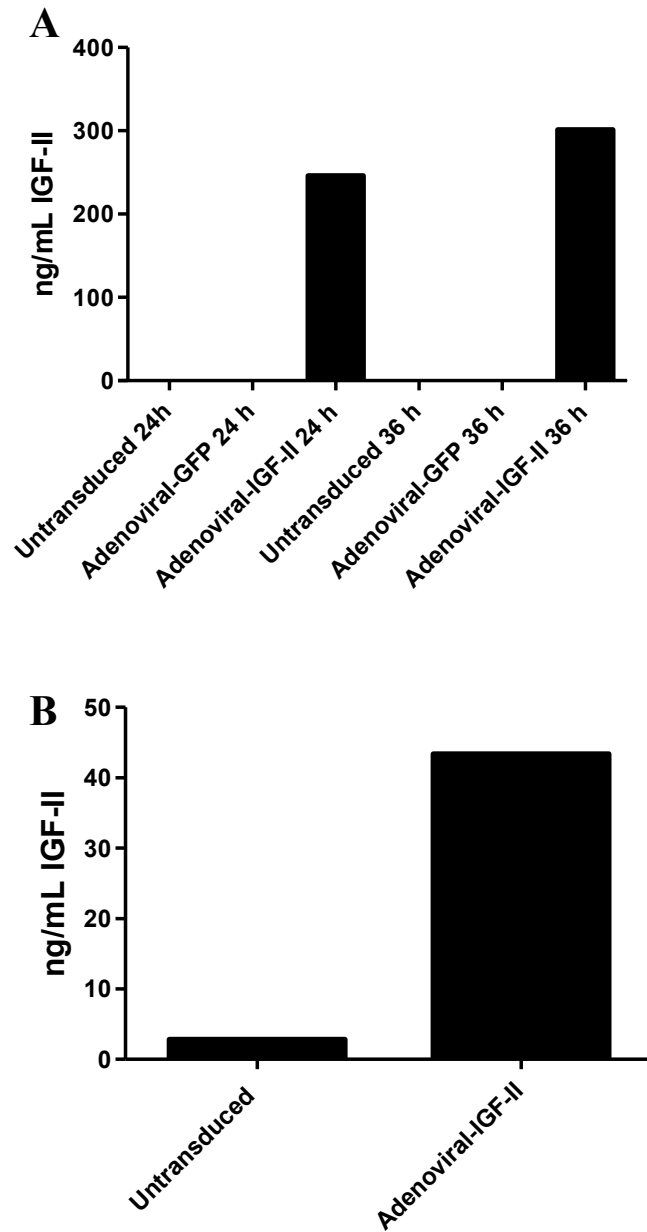 A
400
300
200
100
0
ng/mL IGF-II
Untransduced 24h
Adenoviral-GFP 24 h
Adenoviral-IGF-II 24 h
Untransduced 36 h
Adenoviral-GFP 36 h
Adenoviral-IGF-II 36 h
B
50
40
30
20
10
0
ng/mL IGF-II
Untransduced
Adenoviral-IGF-II